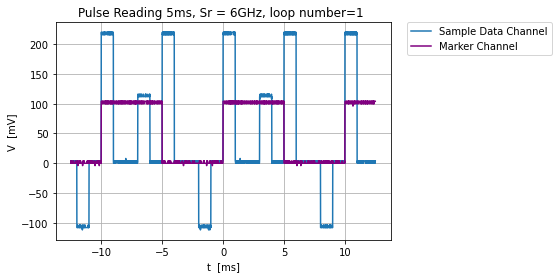 Pulse Reading 5ms, Sr = 6GHz, loop number=1
Sample Data Channel
Marker Channel
200
150
100
50
0
−50
−100
V [mV]
−10
−5
0
5
10
t [ms]